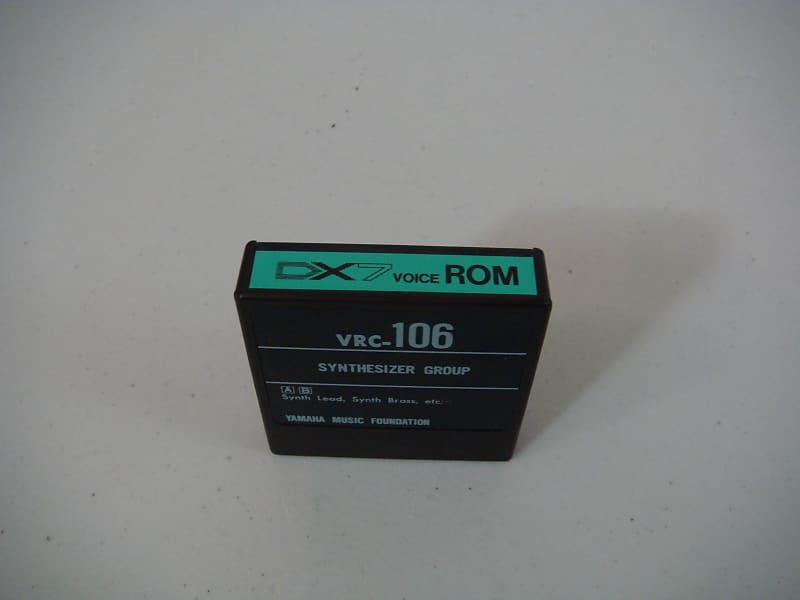 DX7 VOICE ROM
VRC-106
SYNTHESIZER GROUP
A B
Synth Lead, Synth Brass, etc.
YAMAHA MUSIC FOUNDATION